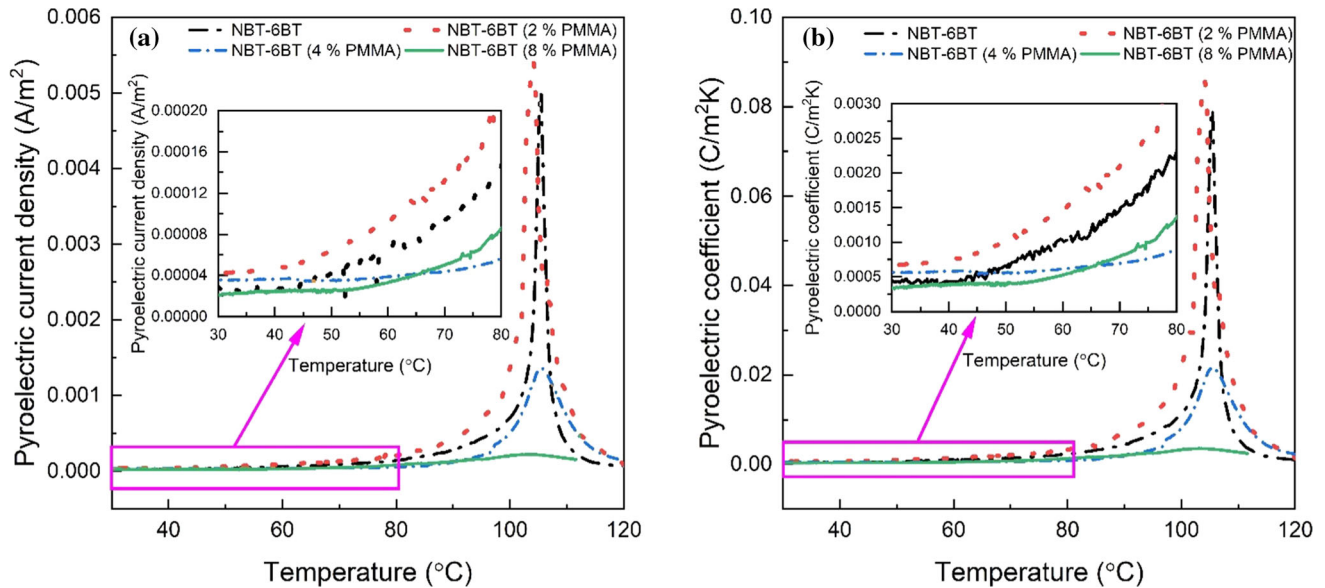 (a)
NBT-6BT
NBT-6BT (2 % PMMA)
NBT-6BT (4 % PMMA)
NBT-6BT (8 % PMMA)
Pyroelectric current density (A/m²)
0.006
0.005
0.004
0.003
0.002
0.001
0.000
Pyroelectric current density (A/m²)
0.00020
0.00016
0.00012
0.00008
0.00004
0.00000
30 40 50 60 70 80
Temperature (°C)
40 60 80 100 120
Temperature (°C)
(b)
NBT-6BT
NBT-6BT (2 % PMMA)
NBT-6BT (4 % PMMA)
NBT-6BT (8 % PMMA)
Pyroelectric coefficient (C/m²K)
0.10
0.08
0.06
0.04
0.02
0.00
Pyroelectric coefficient (C/m²K)
0.0030
0.0025
0.0020
0.0015
0.0010
0.0005
0.0000
30 40 50 60 70 80
Temperature (°C)
40 60 80 100 120
Temperature (°C)